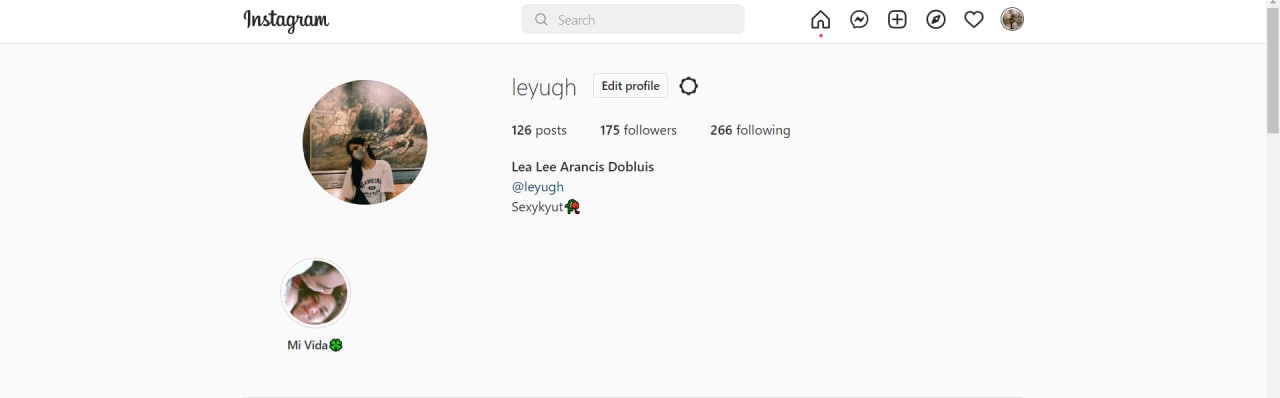 Instagram
Search
leyugh
Edit profile
126 posts
175 followers
266 following
Lea Lee Arancis Dobluis
@leyugh
Sexykyut🥀
Mi Vida🍀